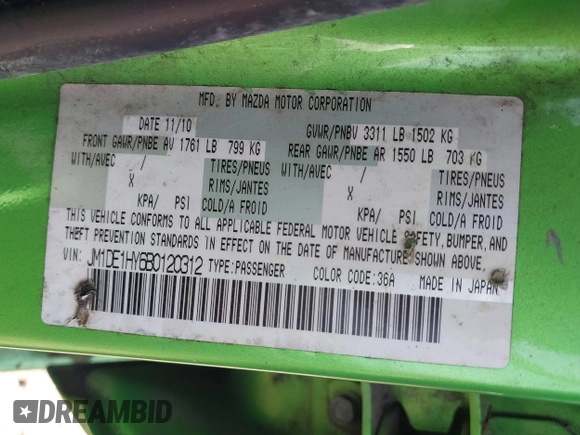 MFD. BY MAZDA MOTOR CORPORATION
DATE 11/10 GVWR/PNBV 3311 LB 1502 KG
FRONT GAWR/PNBE AV 1761 LB 799 KG REAR GAWR/PNBE AR 1550 LB 703 KG
WITH/AVEC / TIRES/PNEUS WITH/AVEC / TIRES/PNEUS
X RIMS/JANTES X RIMS/JANTES
KPA/ PSI COLD/A FROID KPA/ PSI COLD/A FROID
THIS VEHICLE CONFORMS TO ALL APPLICABLE FEDERAL MOTOR VEHICLE SAFETY, BUMPER, AND
THEFT PREVENTION STANDARDS IN EFFECT ON THE DATE OF MANUFACTURE SHOWN ABOVE.
VIN: JM1DE1HY6B0120312 TYPE:PASSENGER COLOR CODE:36A MADE IN JAPAN
DREAMBID